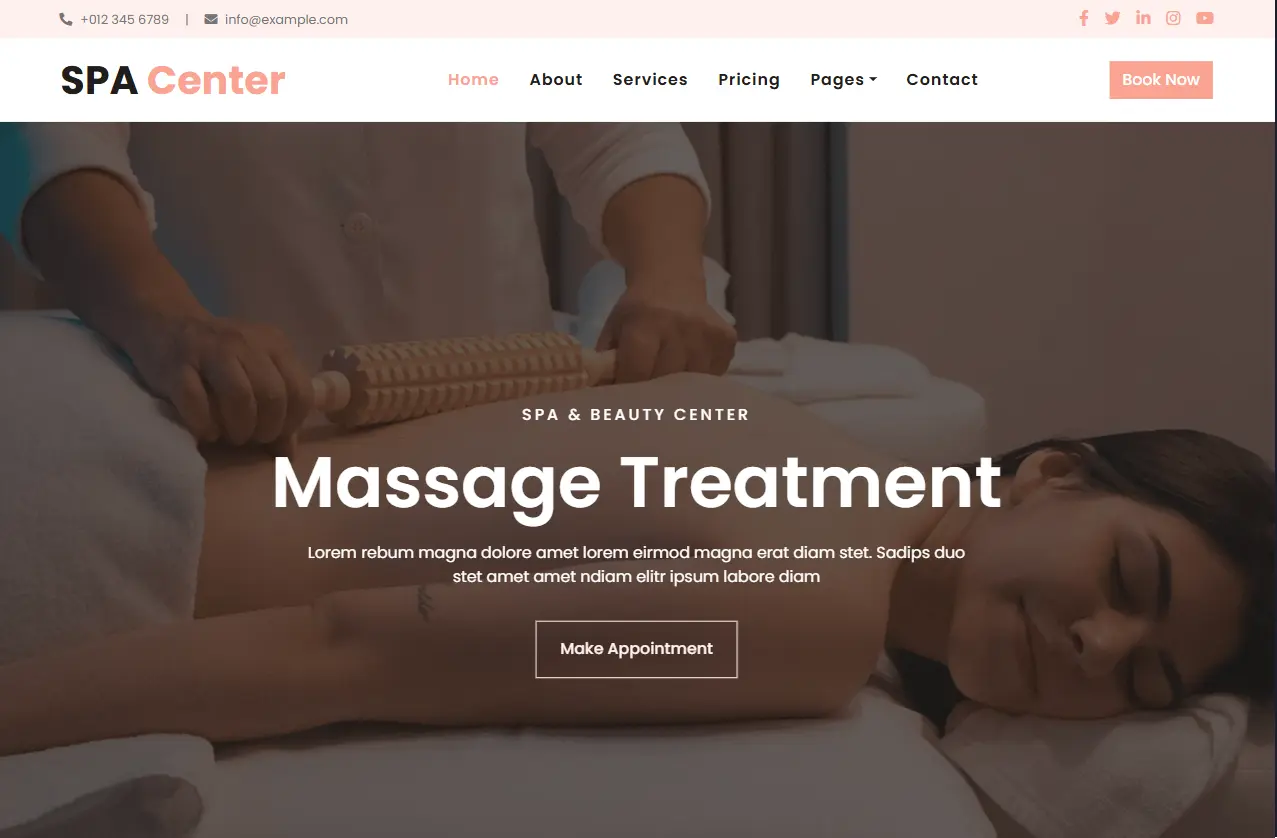 +012 345 6789 | info@example.com
SPA Center
Home About Services Pricing Pages Contact
Book Now
SPA & BEAUTY CENTER
Massage Treatment
Lorem rebum magna dolore amet lorem eirmod magna erat diam stet. Sadips duo
stet amet amet ndiam elitr ipsum labore diam
Make Appointment